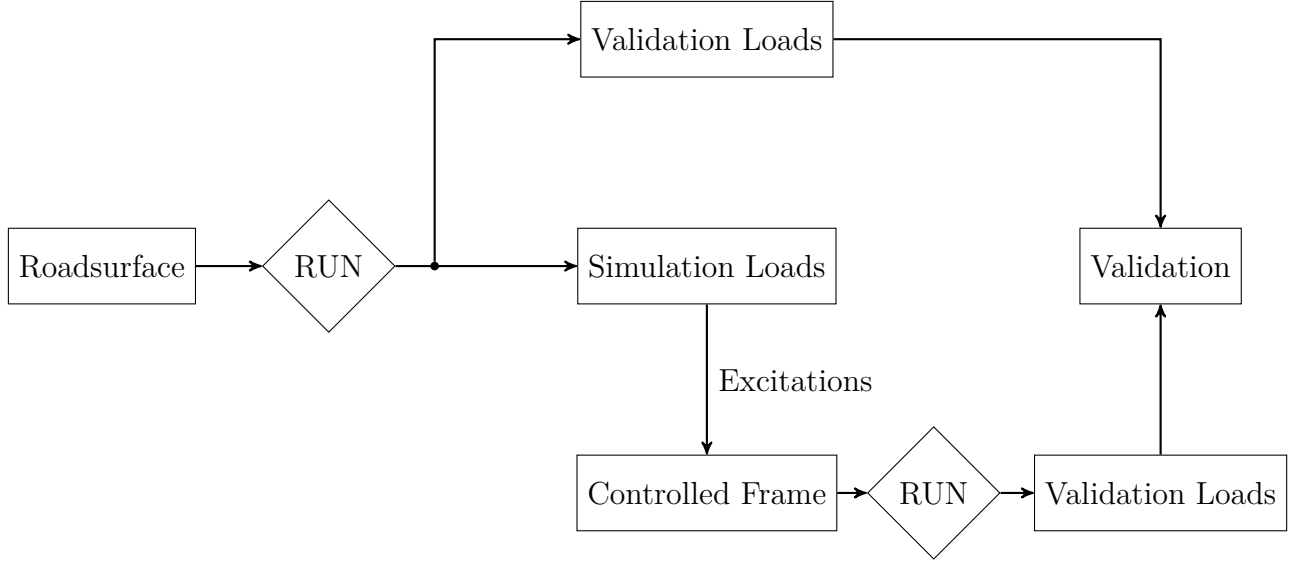 Validation Loads
Roadsurface
RUN
Simulation Loads
Validation
Excitations
Controlled Frame
RUN
Validation Loads